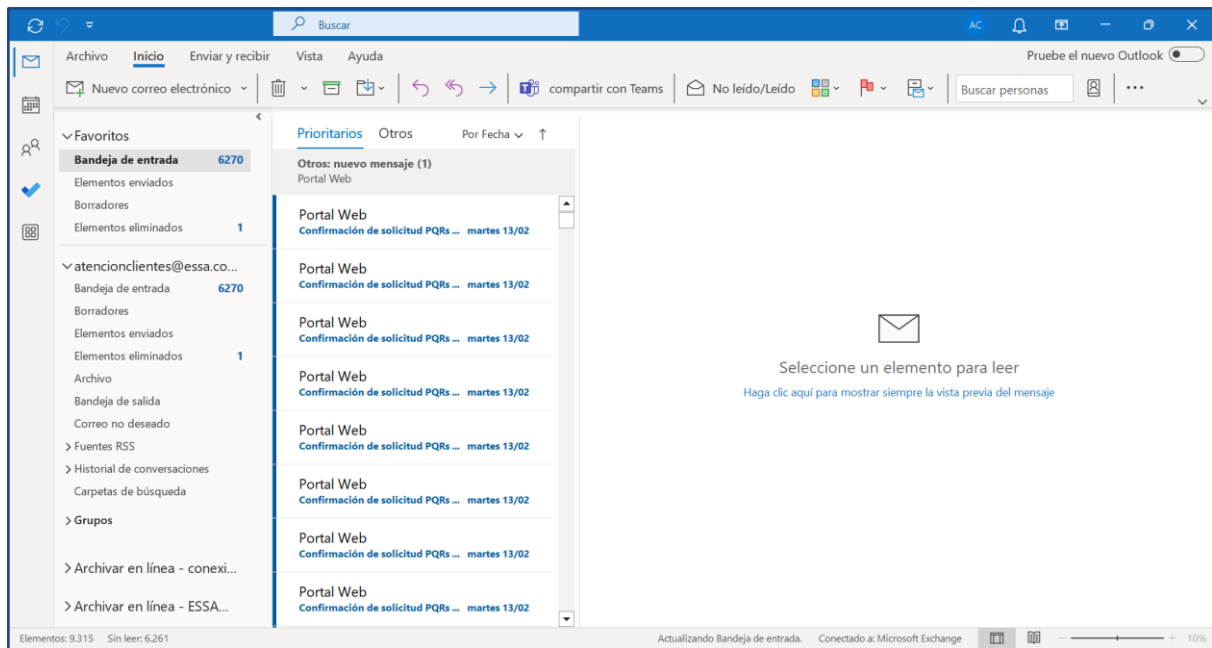 Buscar
AC
Archivo Inicio Enviar y recibir Vista Ayuda
Pruebe el nuevo Outlook
Nuevo correo electrónico
compartir con Teams
No leído/Leído
Buscar personas
Favoritos
Bandeja de entrada 6270
Elementos enviados
Borradores
Elementos eliminados 1
atencionclientes@essa.co...
Bandeja de entrada 6270
Borradores
Elementos enviados
Elementos eliminados 1
Archivo
Bandeja de salida
Correo no deseado
Fuentes RSS
Historial de conversaciones
Carpetas de búsqueda
Grupos
Archivar en línea - conexi...
Archivar en línea - ESSA...
Prioritarios Otros Por Fecha
Otros: nuevo mensaje (1)
Portal Web
Portal Web
Confirmación de solicitud PQRs ... martes 13/02
Portal Web
Confirmación de solicitud PQRs ... martes 13/02
Portal Web
Confirmación de solicitud PQRs ... martes 13/02
Portal Web
Confirmación de solicitud PQRs ... martes 13/02
Portal Web
Confirmación de solicitud PQRs ... martes 13/02
Portal Web
Confirmación de solicitud PQRs ... martes 13/02
Portal Web
Confirmación de solicitud PQRs ... martes 13/02
Portal Web
Confirmación de solicitud PQRs ... martes 13/02
Seleccione un elemento para leer
Haga clic aquí para mostrar siempre la vista previa del mensaje
Elementos: 9.315 Sin leer: 6.261
Actualizando Bandeja de entrada. Conectado a: Microsoft Exchange
10%